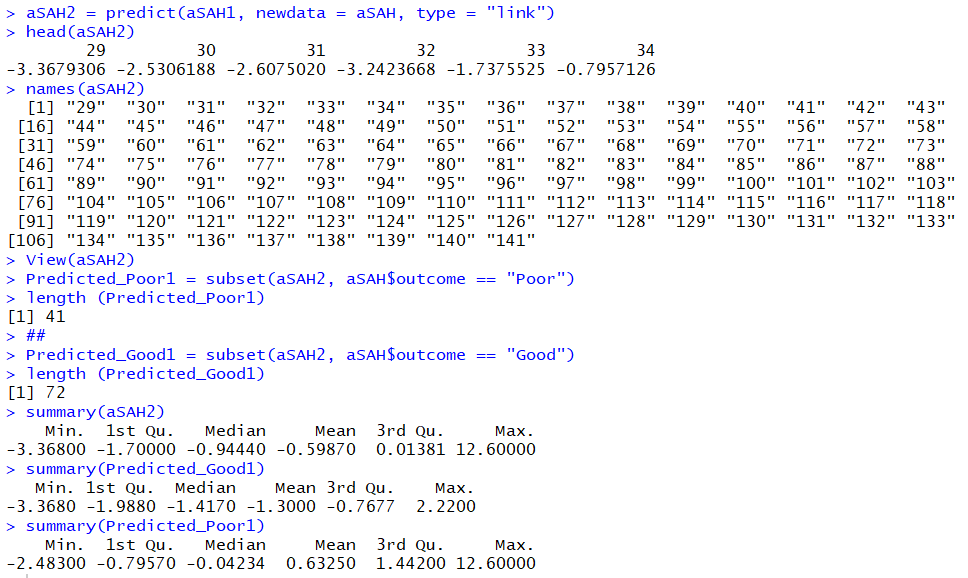 > aSAH2 = predict(aSAH1, newdata = aSAH, type = "link")
> head(aSAH2)
        29         30         31         32         33         34
-3.3679306 -2.5306188 -2.6075020 -3.2423668 -1.7375525 -0.7957126
> names(aSAH2)
  [1] "29"  "30"  "31"  "32"  "33"  "34"  "35"  "36"  "37"  "38"  "39"  "40"  "41"  "42"  "43"
 [16] "44"  "45"  "46"  "47"  "48"  "49"  "50"  "51"  "52"  "53"  "54"  "55"  "56"  "57"  "58"
 [31] "59"  "60"  "61"  "62"  "63"  "64"  "65"  "66"  "67"  "68"  "69"  "70"  "71"  "72"  "73"
 [46] "74"  "75"  "76"  "77"  "78"  "79"  "80"  "81"  "82"  "83"  "84"  "85"  "86"  "87"  "88"
 [61] "89"  "90"  "91"  "92"  "93"  "94"  "95"  "96"  "97"  "98"  "99"  "100" "101" "102" "103"
 [76] "104" "105" "106" "107" "108" "109" "110" "111" "112" "113" "114" "115" "116" "117" "118"
 [91] "119" "120" "121" "122" "123" "124" "125" "126" "127" "128" "129" "130" "131" "132" "133"
[106] "134" "135" "136" "137" "138" "139" "140" "141"
> View(aSAH2)
> Predicted_Poor1 = subset(aSAH2, aSAH$outcome == "Poor")
> length (Predicted_Poor1)
[1] 41
> ##
> Predicted_Good1 = subset(aSAH2, aSAH$outcome == "Good")
> length (Predicted_Good1)
[1] 72
> summary(aSAH2)
    Min.  1st Qu.   Median     Mean  3rd Qu.     Max.
-3.36800 -1.70000 -0.94440 -0.59870  0.01381 12.60000
> summary(Predicted_Good1)
   Min. 1st Qu.  Median    Mean 3rd Qu.    Max.
-3.3680 -1.9880 -1.4170 -1.3000 -0.7677  2.2200
> summary(Predicted_Poor1)
    Min.  1st Qu.   Median     Mean  3rd Qu.     Max.
-2.48300 -0.79570 -0.04234  0.63250  1.44200 12.60000